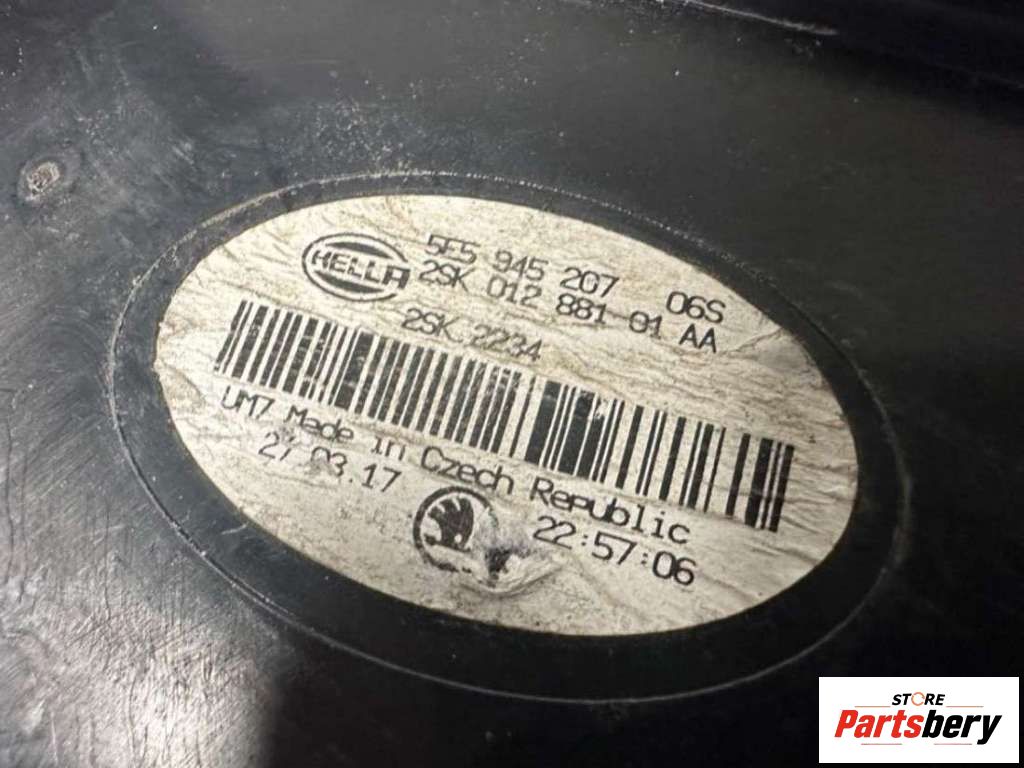 HELLA
5E5 945 207 06S
2SK 012 881 01 AA
2SK 2234
UM7 Made in Czech Republic
27.03.17
22:57:06
STORE
Partsbery